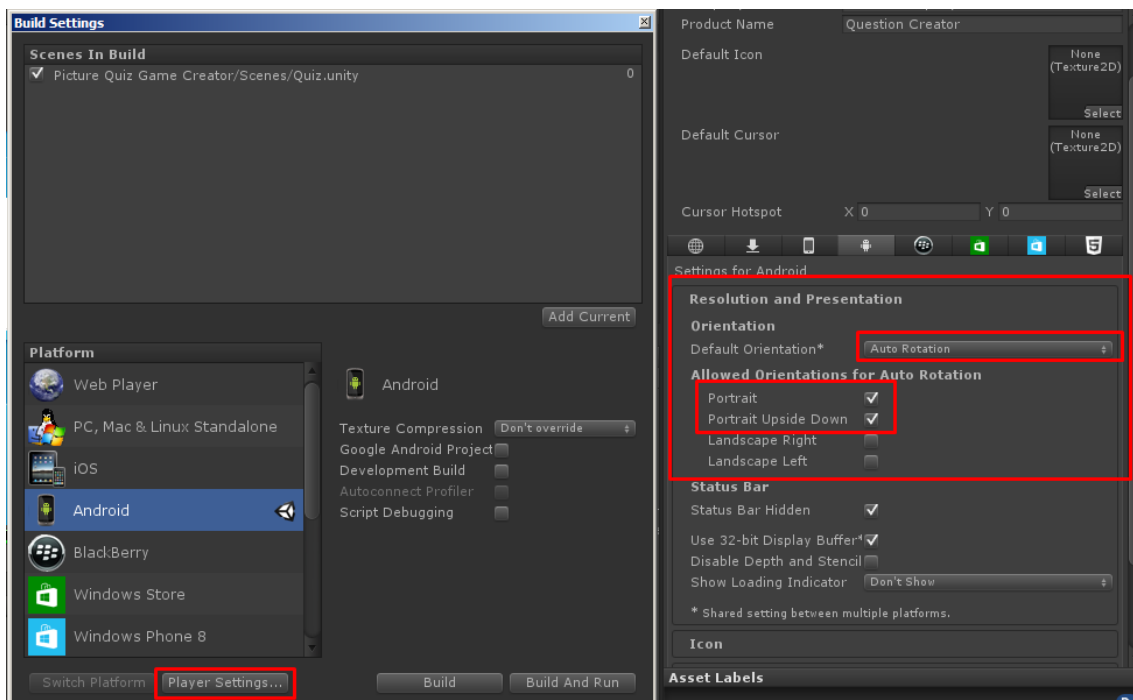 Build Settings
Scenes In Build
Picture Quiz Game Creator/Scenes/Quiz.unity 0
Add Current
Platform
Web Player
PC, Mac & Linux Standalone
iOS
Android
BlackBerry
Windows Store
Windows Phone 8
Android
Texture Compression Don't override
Google Android Project
Development Build
Autoconnect Profiler
Script Debugging
Switch Platform Player Settings... Build Build And Run
Product Name Question Creator
Default Icon
None
(Texture2D)
Select
Default Cursor
None
(Texture2D)
Select
Cursor Hotspot X 0 Y 0
Settings for Android
Resolution and Presentation
Orientation
Default Orientation* Auto Rotation
Allowed Orientations for Auto Rotation
Portrait
Portrait Upside Down
Landscape Right
Landscape Left
Status Bar
Status Bar Hidden
Use 32-bit Display Buffer*
Disable Depth and Stencil
Show Loading Indicator Don't Show
* Shared setting between multiple platforms.
Icon
Asset Labels